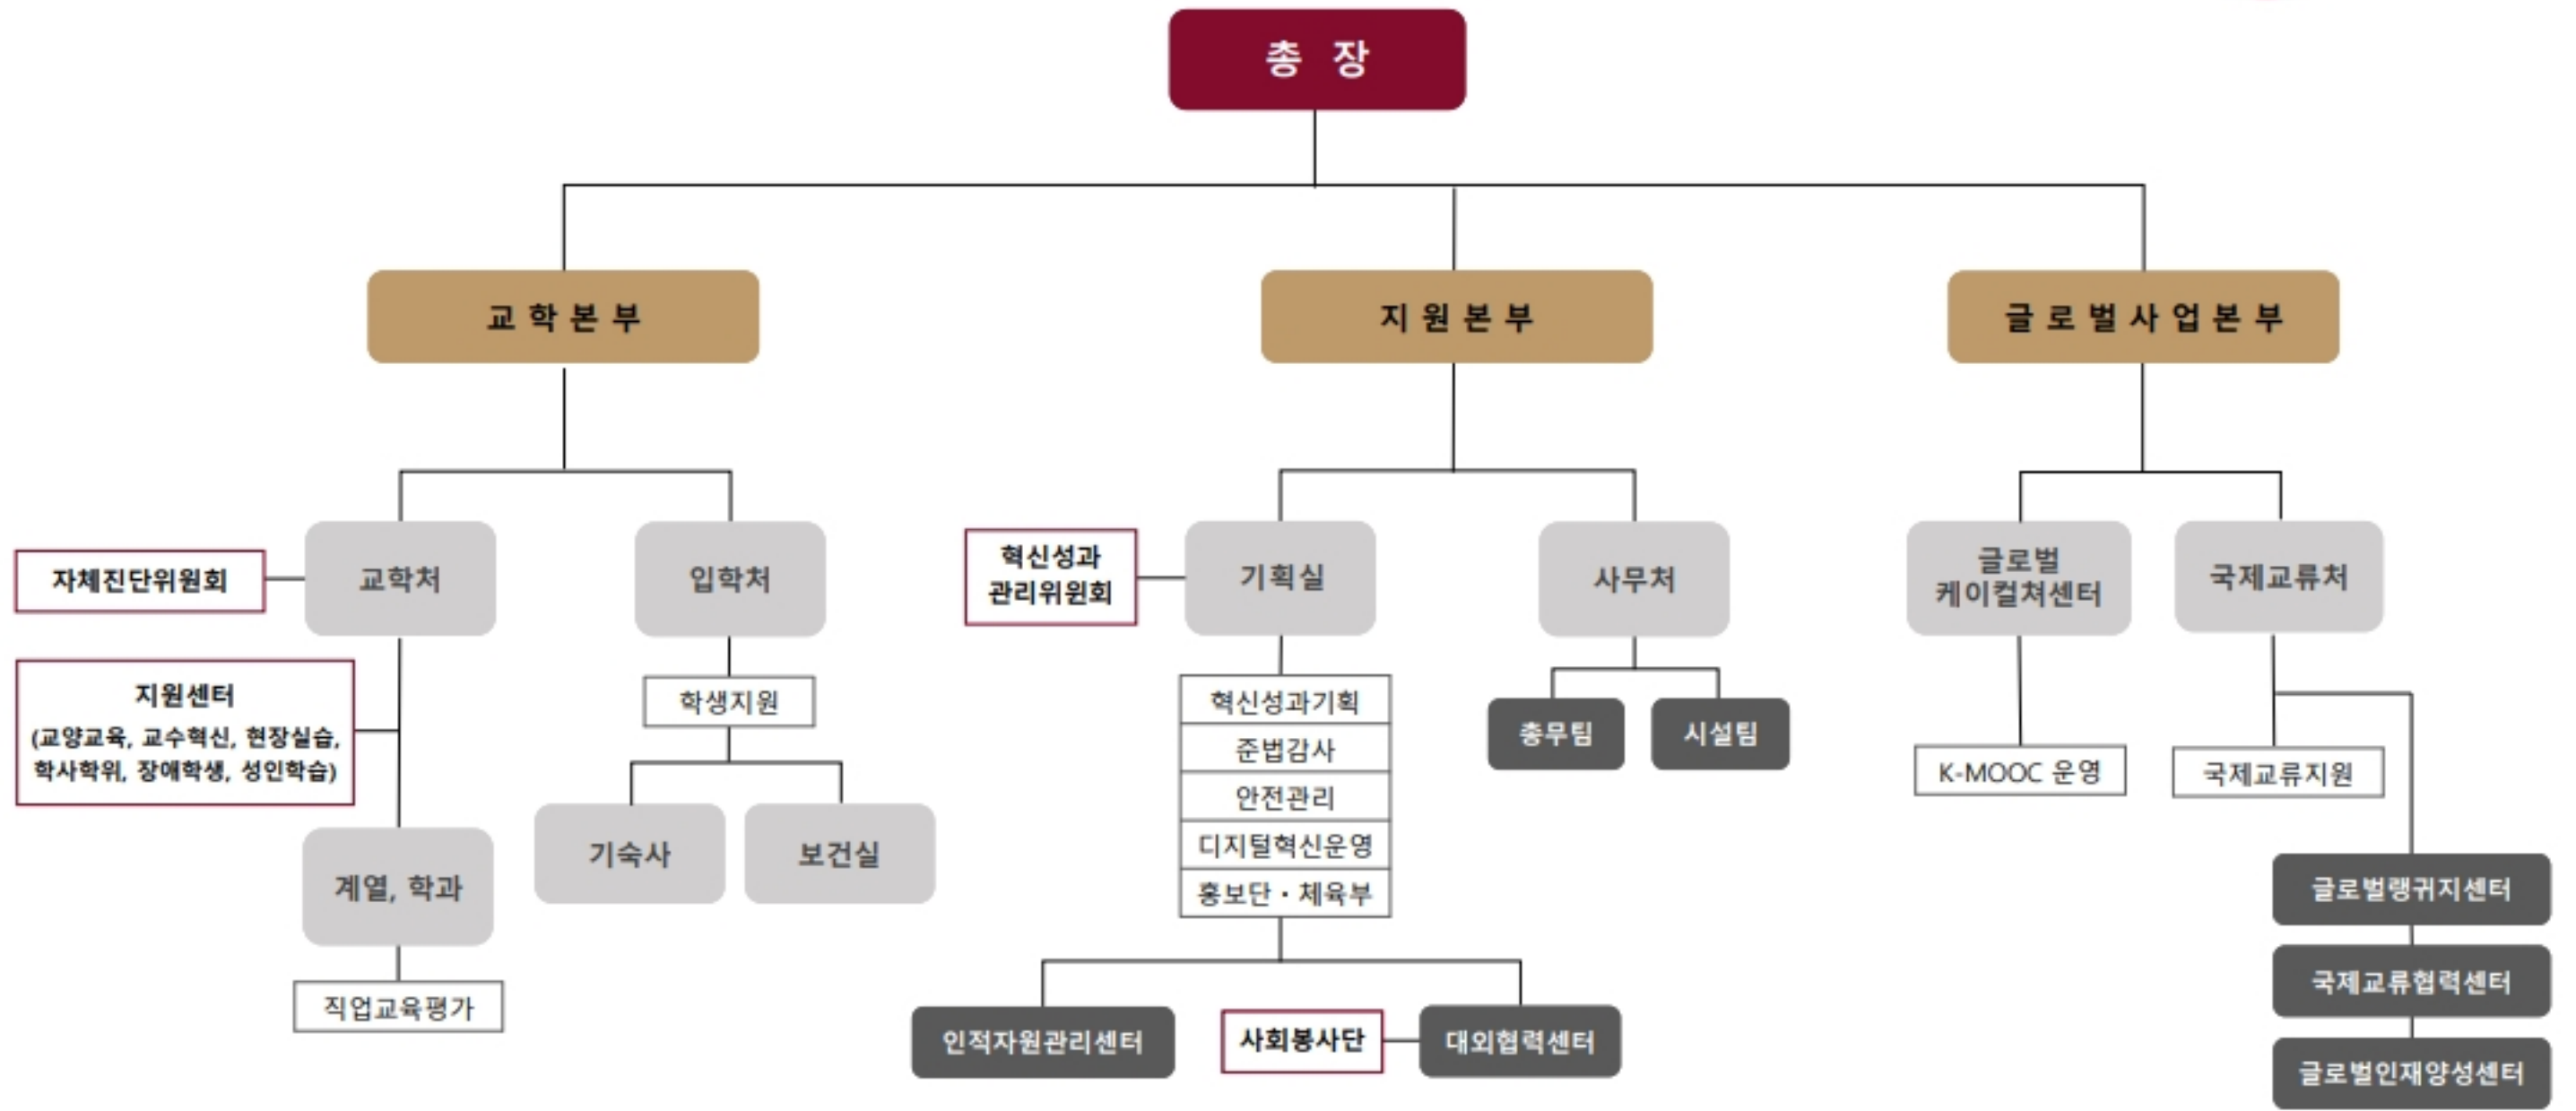 총 장
교학본부
지원본부
글로벌사업본부
자체진단위원회
교학처
입학처
혁신성과
관리위원회
기획실
사무처
글로벌
케이컬쳐센터
국제교류처
지원센터
(교양교육, 교수혁신, 현장실습,
학사학위, 장애학생, 성인학습)
학생지원
혁신성과기획
준법감사
안전관리
디지털혁신운영
홍보단·체육부
총무팀
시설팀
K-MOOC 운영
국제교류지원
기숙사
보건실
계열, 학과
직업교육평가
인적자원관리센터
사회봉사단
대외협력센터
글로벌랭귀지센터
국제교류협력센터
글로벌인재양성센터